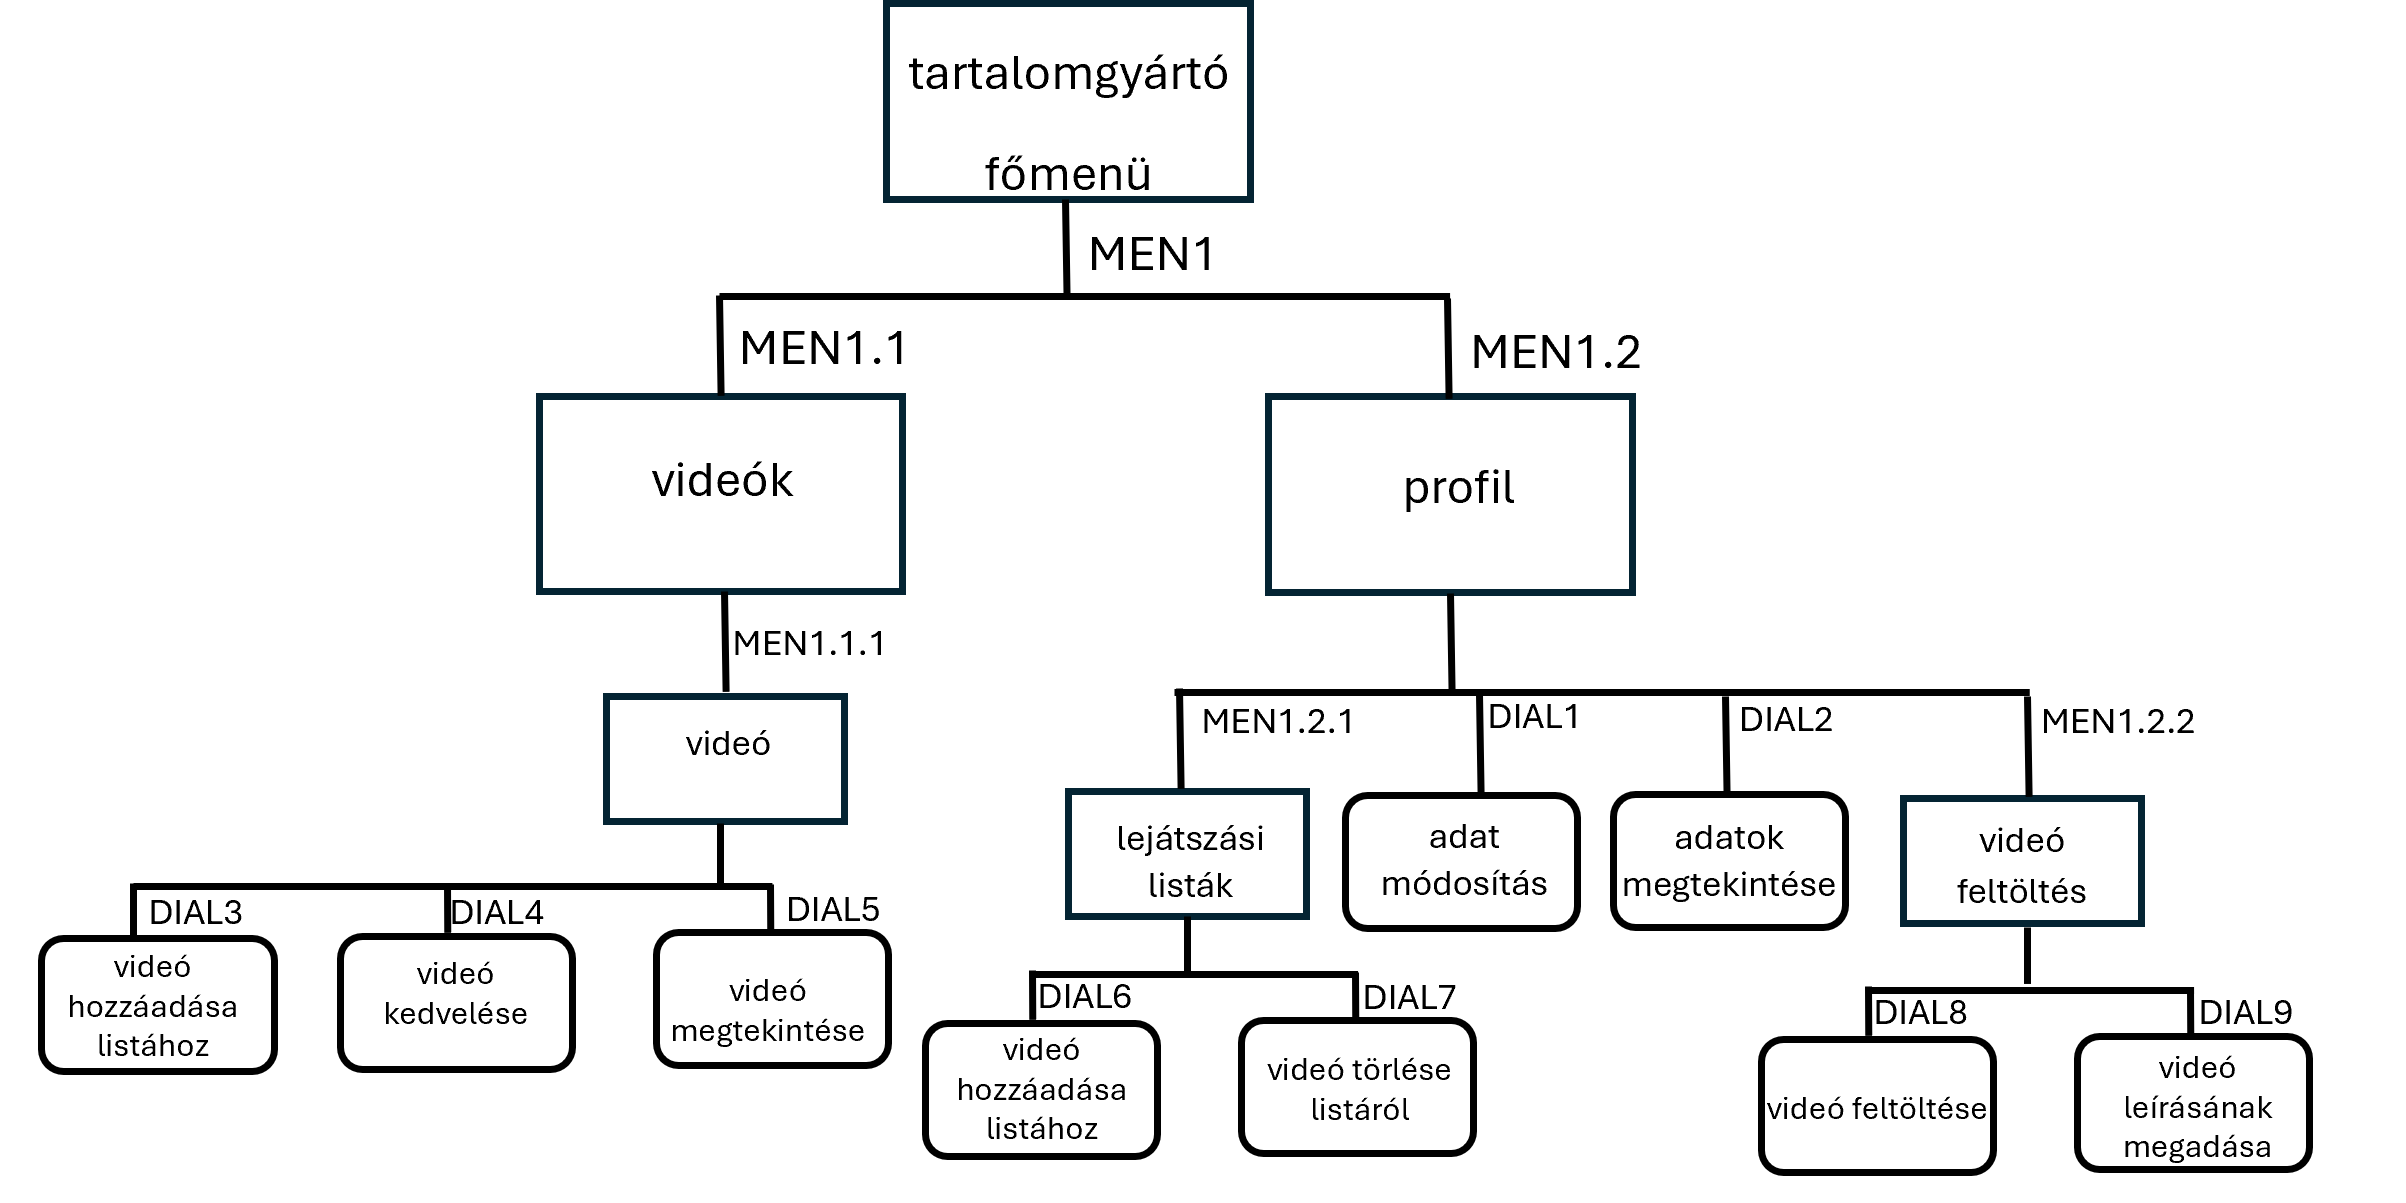 tartalomgyártó
főmenü
MEN1
MEN1.1
MEN1.2
videók
profil
MEN1.1.1
videó
MEN1.2.1
DIAL1
DIAL2
MEN1.2.2
lejátszási
listák
adat
módosítás
adatok
megtekintése
videó
feltöltés
DIAL3
DIAL4
DIAL5
videó
hozzáadása
listához
videó
kedvelése
videó
megtekintése
DIAL6
DIAL7
videó
hozzáadása
listához
videó törlése
listáról
DIAL8
DIAL9
videó feltöltése
videó
leírásának
megadása